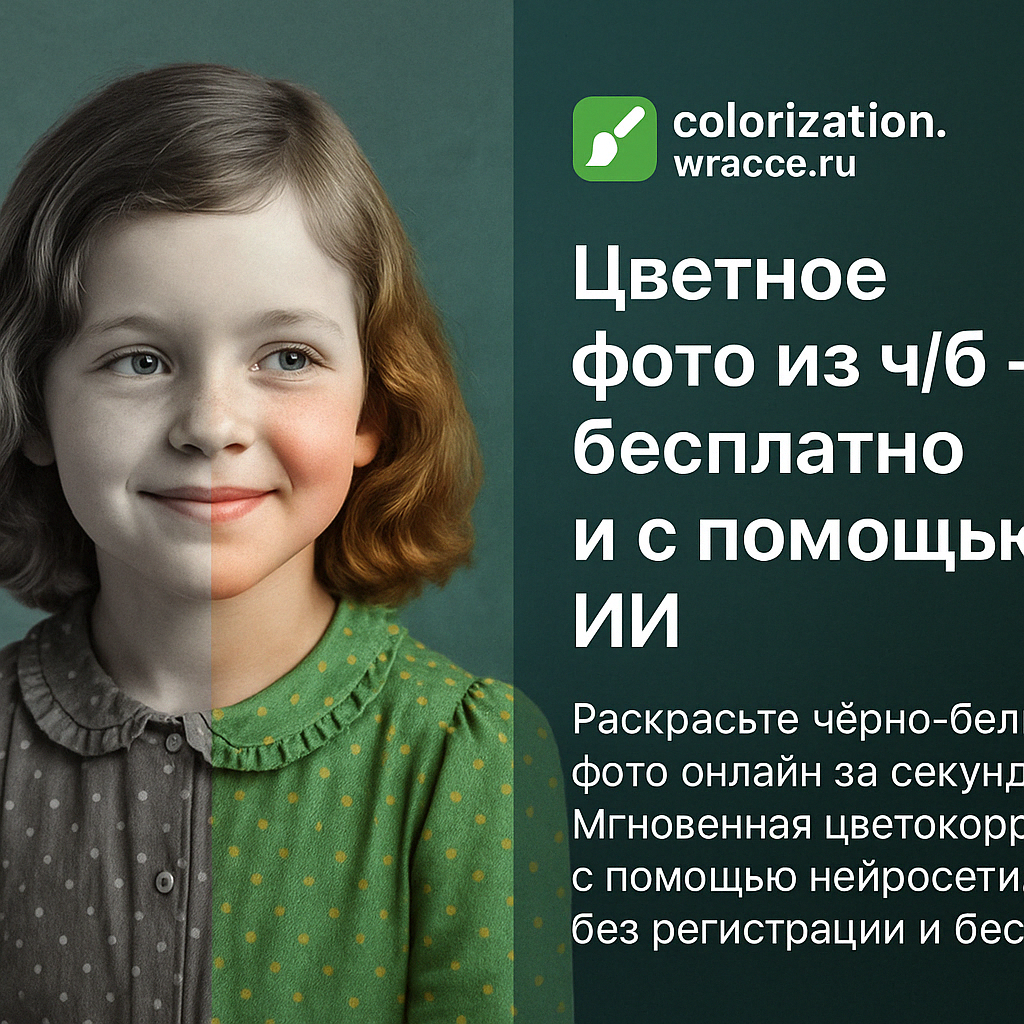 colorization.
wracce.ru
Цветное
фото из ч/б -
бесплатно
и с помощью
ИИ
Раскрасьте чёрно-бел
фото онлайн за секунд
Мгновенная цветокорр
с помощью нейросети.
без регистрации и бес